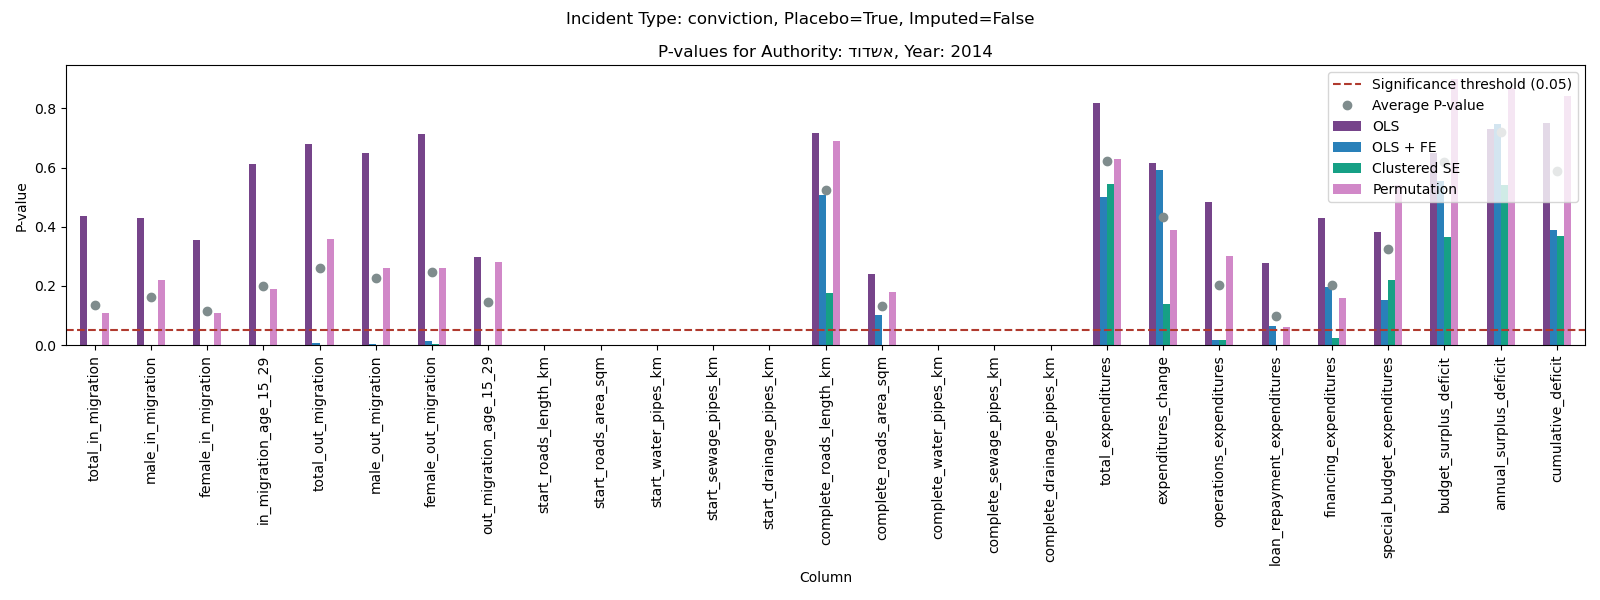 Incident Type: conviction, Placebo=True, Imputed=False
P-values for Authority: אשדוד, Year: 2014
Significance threshold (0.05)
Average P-value
OLS
OLS + FE
Clustered SE
Permutation
P-value
0.8
0.6
0.4
0.2
0.0
total_in_migration
male_in_migration
female_in_migration
in_migration_age_15_29
total_out_migration
male_out_migration
female_out_migration
out_migration_age_15_29
start_roads_length_km
start_roads_area_sqm
start_water_pipes_km
start_sewage_pipes_km
start_drainage_pipes_km
complete_roads_length_km
complete_roads_area_sqm
complete_water_pipes_km
complete_sewage_pipes_km
complete_drainage_pipes_km
total_expenditures
expenditures_change
operations_expenditures
loan_repayment_expenditures
financing_expenditures
special_budget_expenditures
budget_surplus_deficit
annual_surplus_deficit
cumulative_deficit
Column